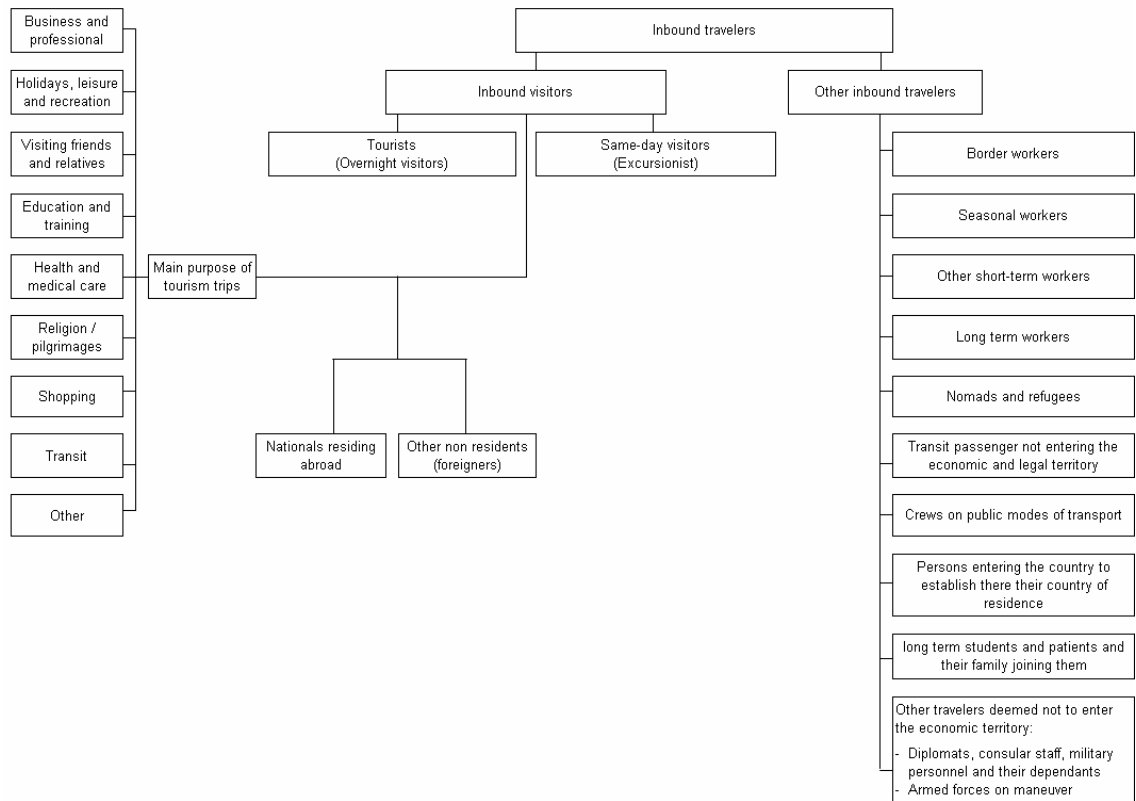 Inbound travelers
Inbound visitors
Other inbound travelers
Tourists
(Overnight visitors)
Same-day visitors
(Excursionist)
Business and
professional
Holidays, leisure
and recreation
Visiting friends
and relatives
Education and
training
Health and
medical care
Religion /
pilgrimages
Shopping
Transit
Other
Main purpose of
tourism trips
Nationals residing
abroad
Other non residents
(foreigners)
Border workers
Seasonal workers
Other short-term workers
Long term workers
Nomads and refugees
Transit passenger not entering the
economic and legal territory
Crews on public modes of transport
Persons entering the country to
establish there their country of
residence
long term students and patients and
their family joining them
Other travelers deemed not to enter
the economic territory:
- Diplomats, consular staff, military
personnel and their dependants
- Armed forces on maneuver